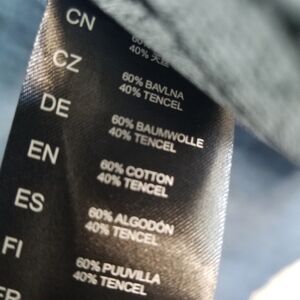 CN
40%
CZ
60% BAVLNA
40% TENCEL
DE
60% BAUMWOLLE
40% TENCEL
EN
60% COTTON
40% TENCEL
ES
60% ALGODÓN
40% TENCEL
FI
60% PUUVILLA
40% TENCEL